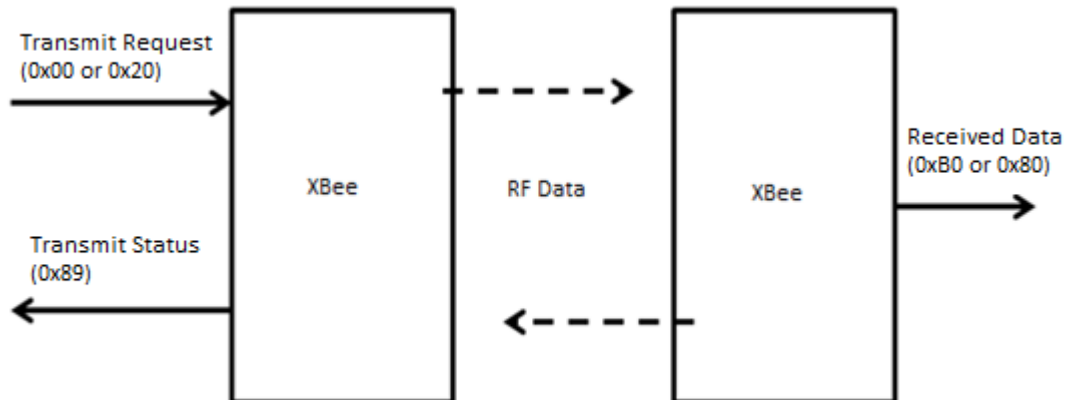 Transmit Request
(0x00 or 0x20)
XBee
RF Data
XBee
Received Data
(0xB0 or 0x80)
Transmit Status
(0x89)